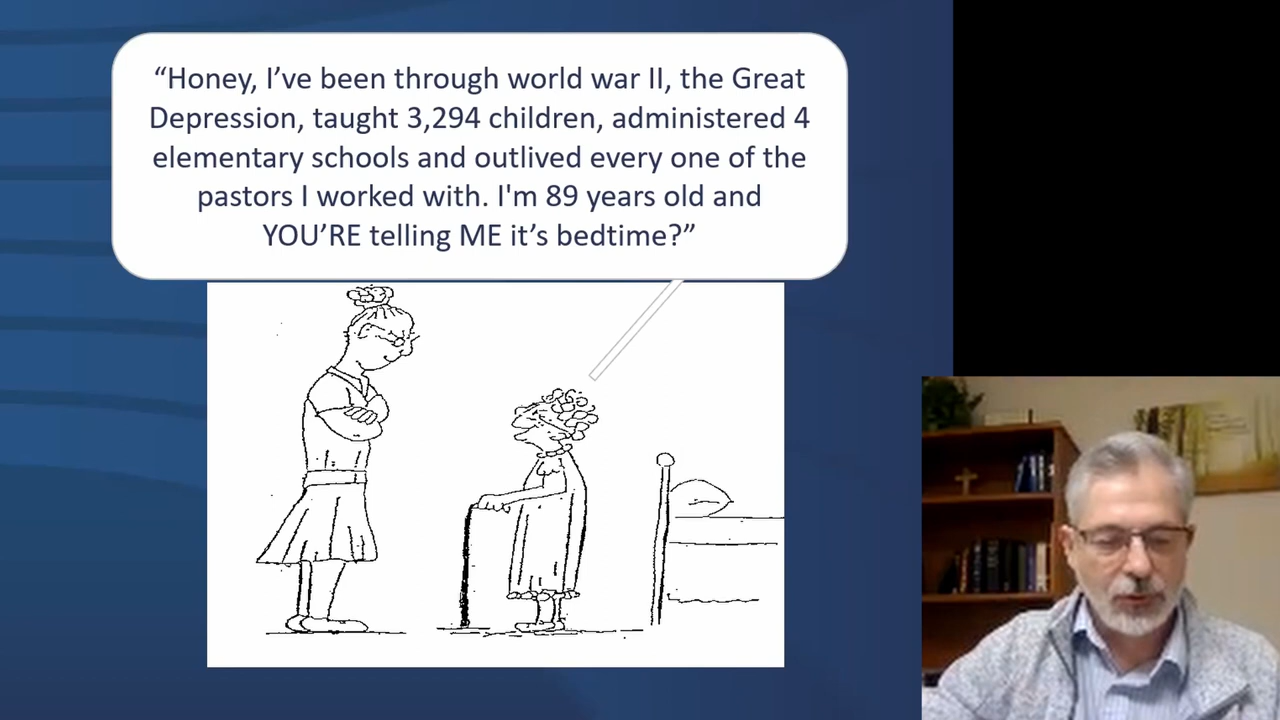 “Honey, I’ve been through world war II, the Great
Depression, taught 3,294 children, administered 4
elementary schools and outlived every one of the
pastors I worked with. I'm 89 years old and
YOU’RE telling ME it’s bedtime?”